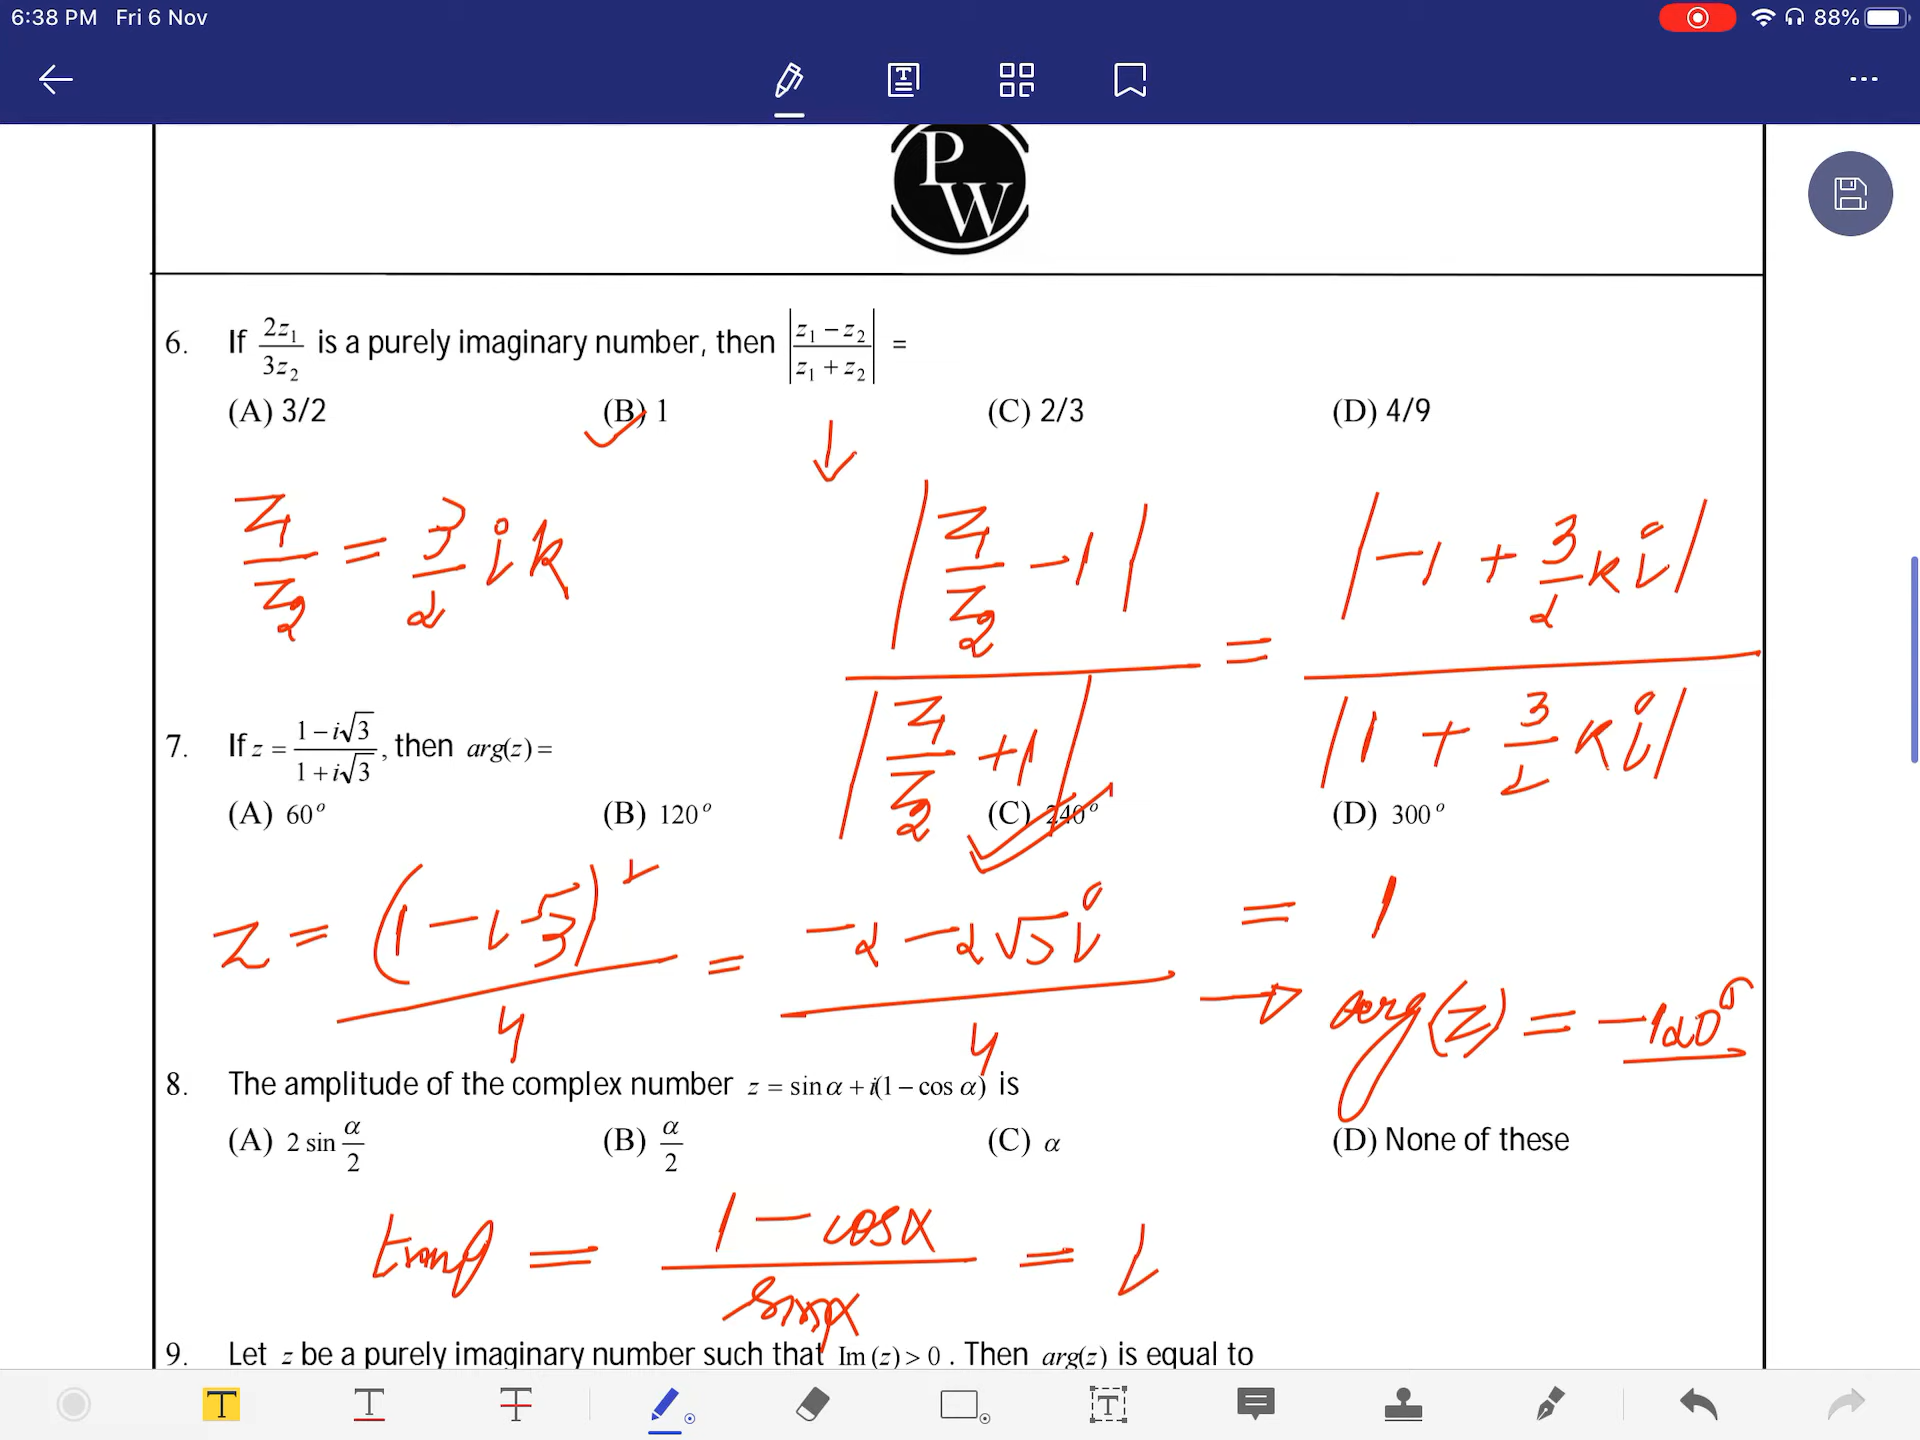 6:38 PM Fri 6 Nov 88%
PW
6. If 2z₁/3z₂ is a purely imaginary number, then |(z₁ − z₂)/(z₁ + z₂)| =
(A) 3/2 (B) 1 (C) 2/3 (D) 4/9
z₁/z₂ = 3/2 i k
|z₁/z₂ − 1| / |z₁/z₂ + 1| = |−1 + 3/2 k i| / |1 + 3/2 k i|
= 1
7. If z = (1 − i√3)/(1 + i√3), then arg(z) =
(A) 60° (B) 120° (C) 240° (D) 300°
z = (1 − i√3)²/4 = (−2 − 2√3 i)/4 → arg(z) = −120°
8. The amplitude of the complex number z = sin α + i(1 − cos α) is
(A) 2 sin α/2 (B) α/2 (C) α (D) None of these
tanθ = (1 − cosα)/sinα =
9. Let z be a purely imaginary number such that Im (z) > 0 . Then arg(z) is equal to
T T T T